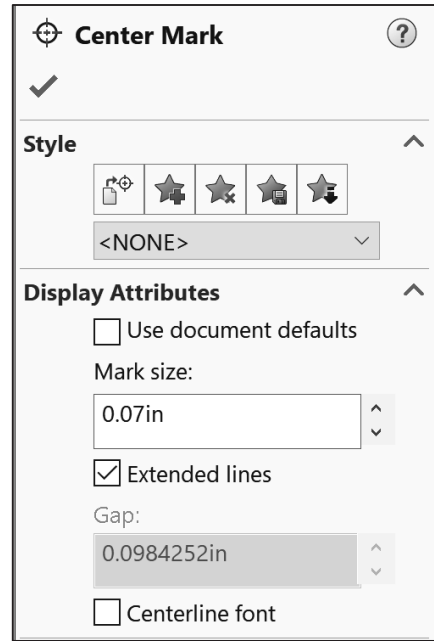 Center Mark
?
Style
<NONE>
Display Attributes
Use document defaults
Mark size:
0.07in
Extended lines
Gap:
0.0984252in
Centerline font